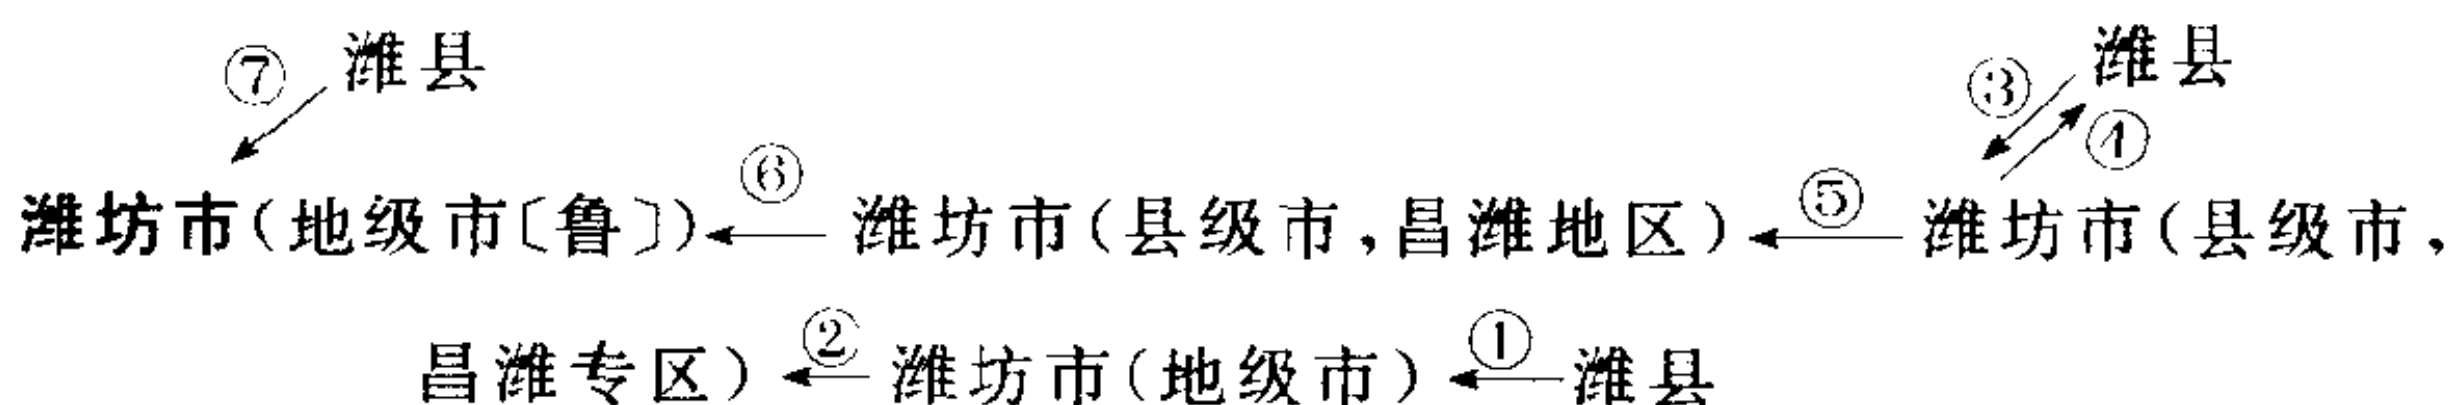 ⑦ 潍县 ③ 潍县
④
潍坊市(地级市〔鲁〕) ⑥ 潍坊市(县级市,昌潍地区) ⑤ 潍坊市(县级市,
昌潍专区) ② 潍坊市(地级市) ① 潍县